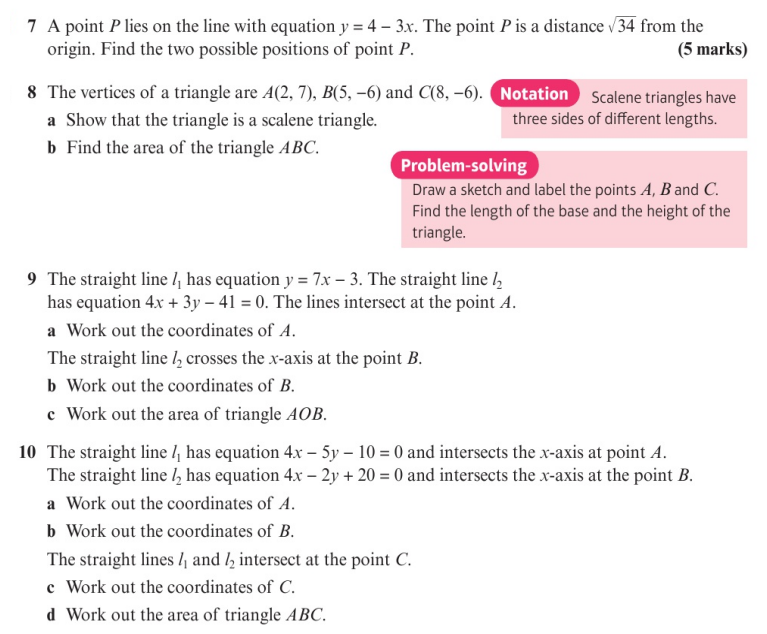 7 A point P lies on the line with equation y = 4 − 3x. The point P is a distance √34 from the
origin. Find the two possible positions of point P. (5 marks)
8 The vertices of a triangle are A(2, 7), B(5, −6) and C(8, −6).
a Show that the triangle is a scalene triangle.
b Find the area of the triangle ABC.
Notation Scalene triangles have
three sides of different lengths.
Problem-solving
Draw a sketch and label the points A, B and C.
Find the length of the base and the height of the
triangle.
9 The straight line l₁ has equation y = 7x − 3. The straight line l₂
has equation 4x + 3y − 41 = 0. The lines intersect at the point A.
a Work out the coordinates of A.
The straight line l₂ crosses the x-axis at the point B.
b Work out the coordinates of B.
c Work out the area of triangle AOB.
10 The straight line l₁ has equation 4x − 5y − 10 = 0 and intersects the x-axis at point A.
The straight line l₂ has equation 4x − 2y + 20 = 0 and intersects the x-axis at the point B.
a Work out the coordinates of A.
b Work out the coordinates of B.
The straight lines l₁ and l₂ intersect at the point C.
c Work out the coordinates of C.
d Work out the area of triangle ABC.